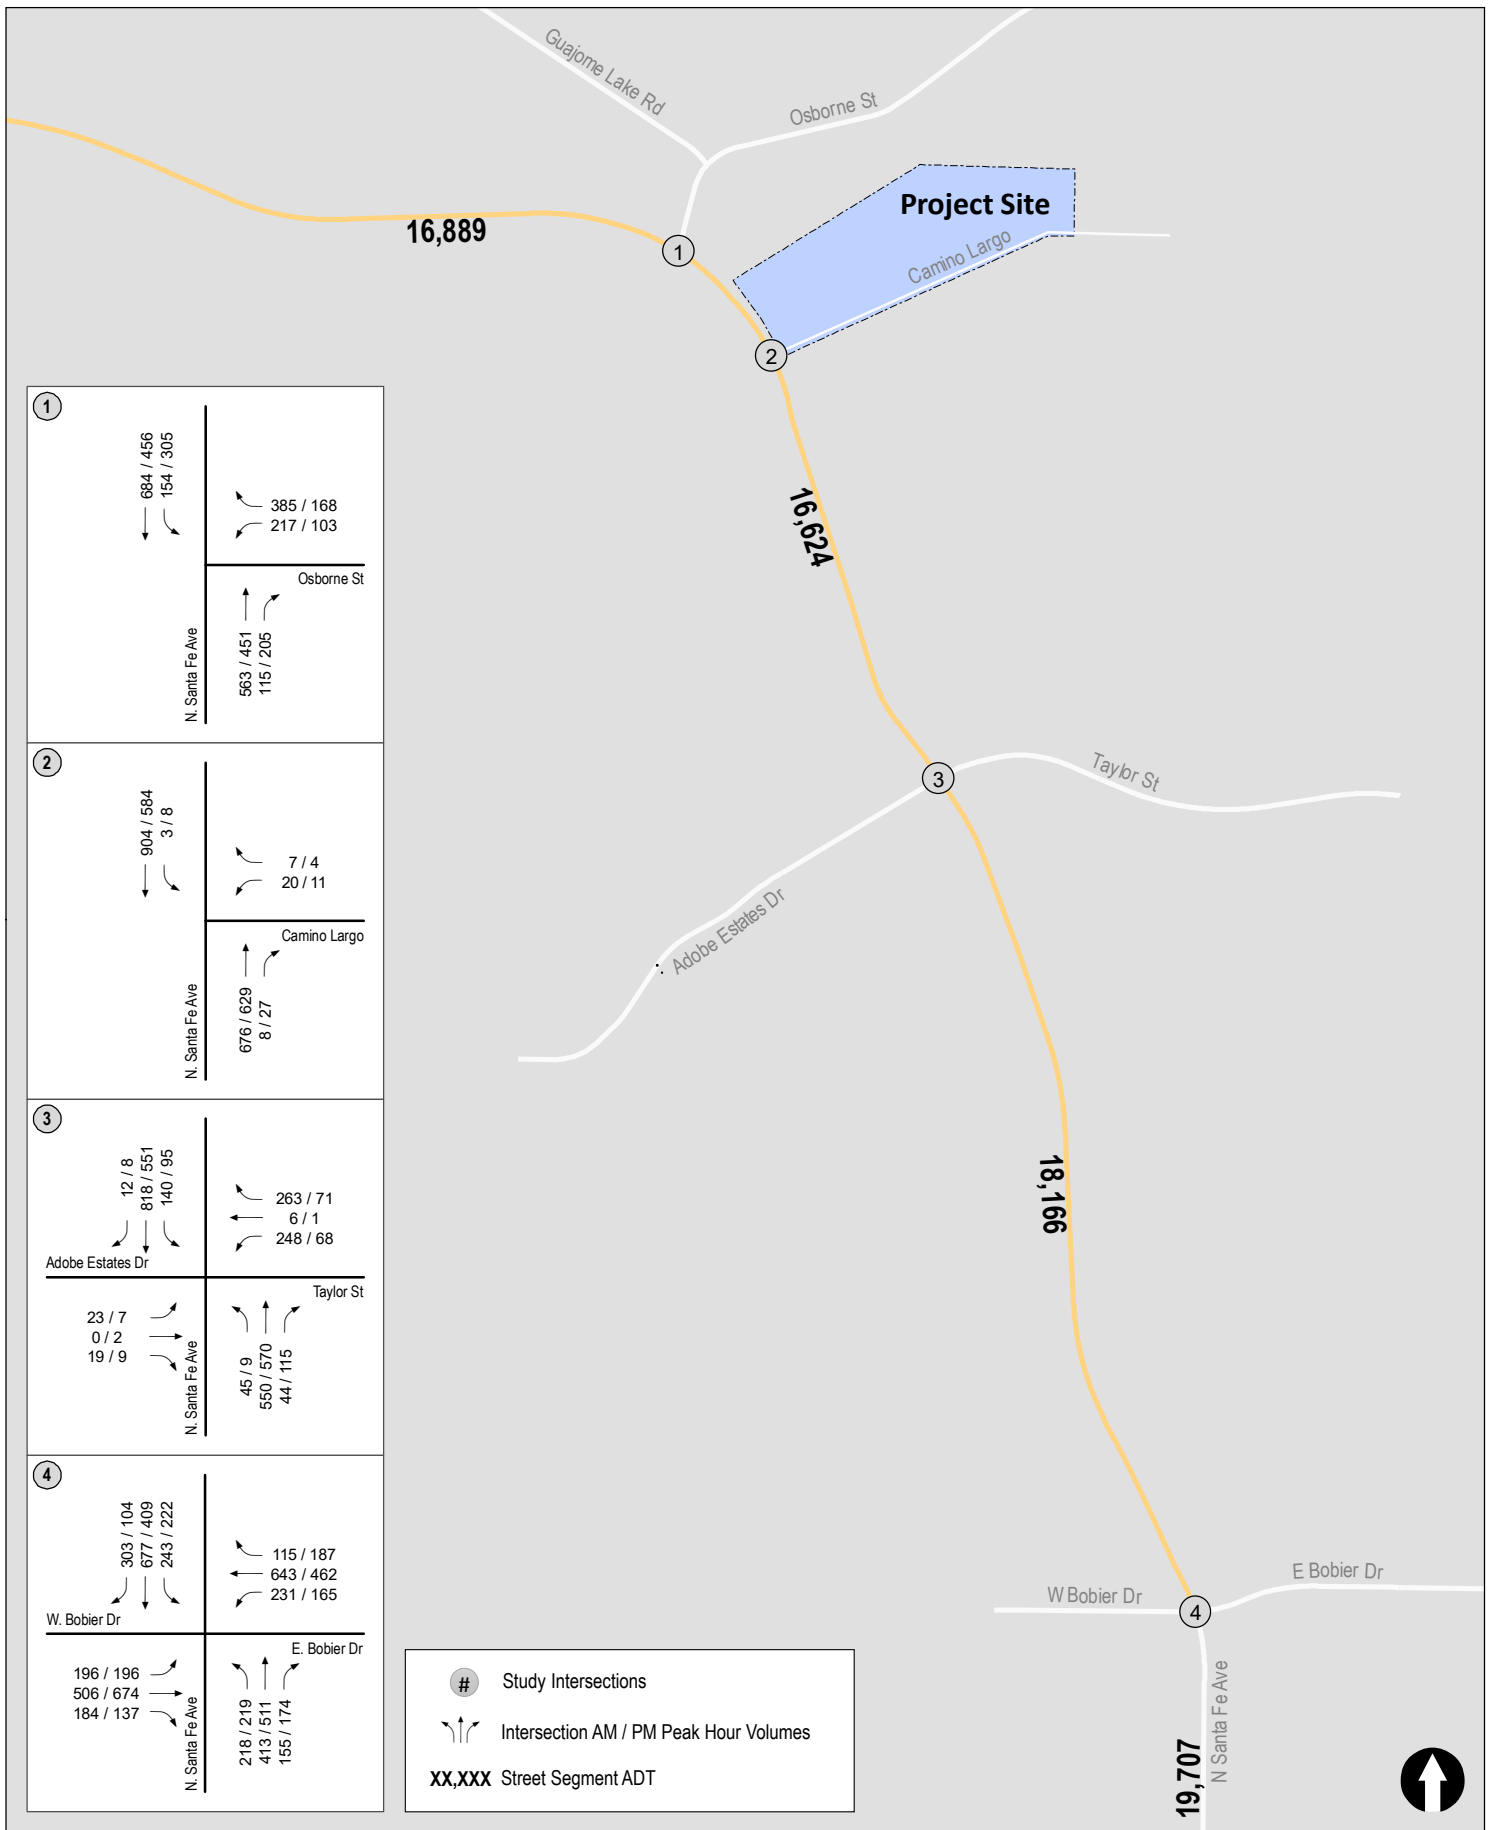 Guajome Lake Rd
Osborne St
Project Site
16,889
1
Camino Largo
2
16,624
3
Taylor St
Adobe Estates Dr
18,166
W Bobier Dr
E Bobier Dr
4
N Santa Fe Ave
19,707
1
684 / 456
154 / 305
385 / 168
217 / 103
Osborne St
N. Santa Fe Ave
563 / 451
115 / 205
2
904 / 584
3 / 8
7 / 4
20 / 11
Camino Largo
N. Santa Fe Ave
676 / 629
8 / 27
3
12 / 8
818 / 551
140 / 95
263 / 71
6 / 1
248 / 68
Adobe Estates Dr
Taylor St
23 / 7
0 / 2
19 / 9
N. Santa Fe Ave
45 / 9
550 / 570
44 / 115
4
303 / 104
677 / 409
243 / 222
115 / 187
643 / 462
231 / 165
W. Bobier Dr
E. Bobier Dr
196 / 196
506 / 674
184 / 137
N. Santa Fe Ave
218 / 219
413 / 511
155 / 174
# Study Intersections
Intersection AM / PM Peak Hour Volumes
XX,XXX Street Segment ADT